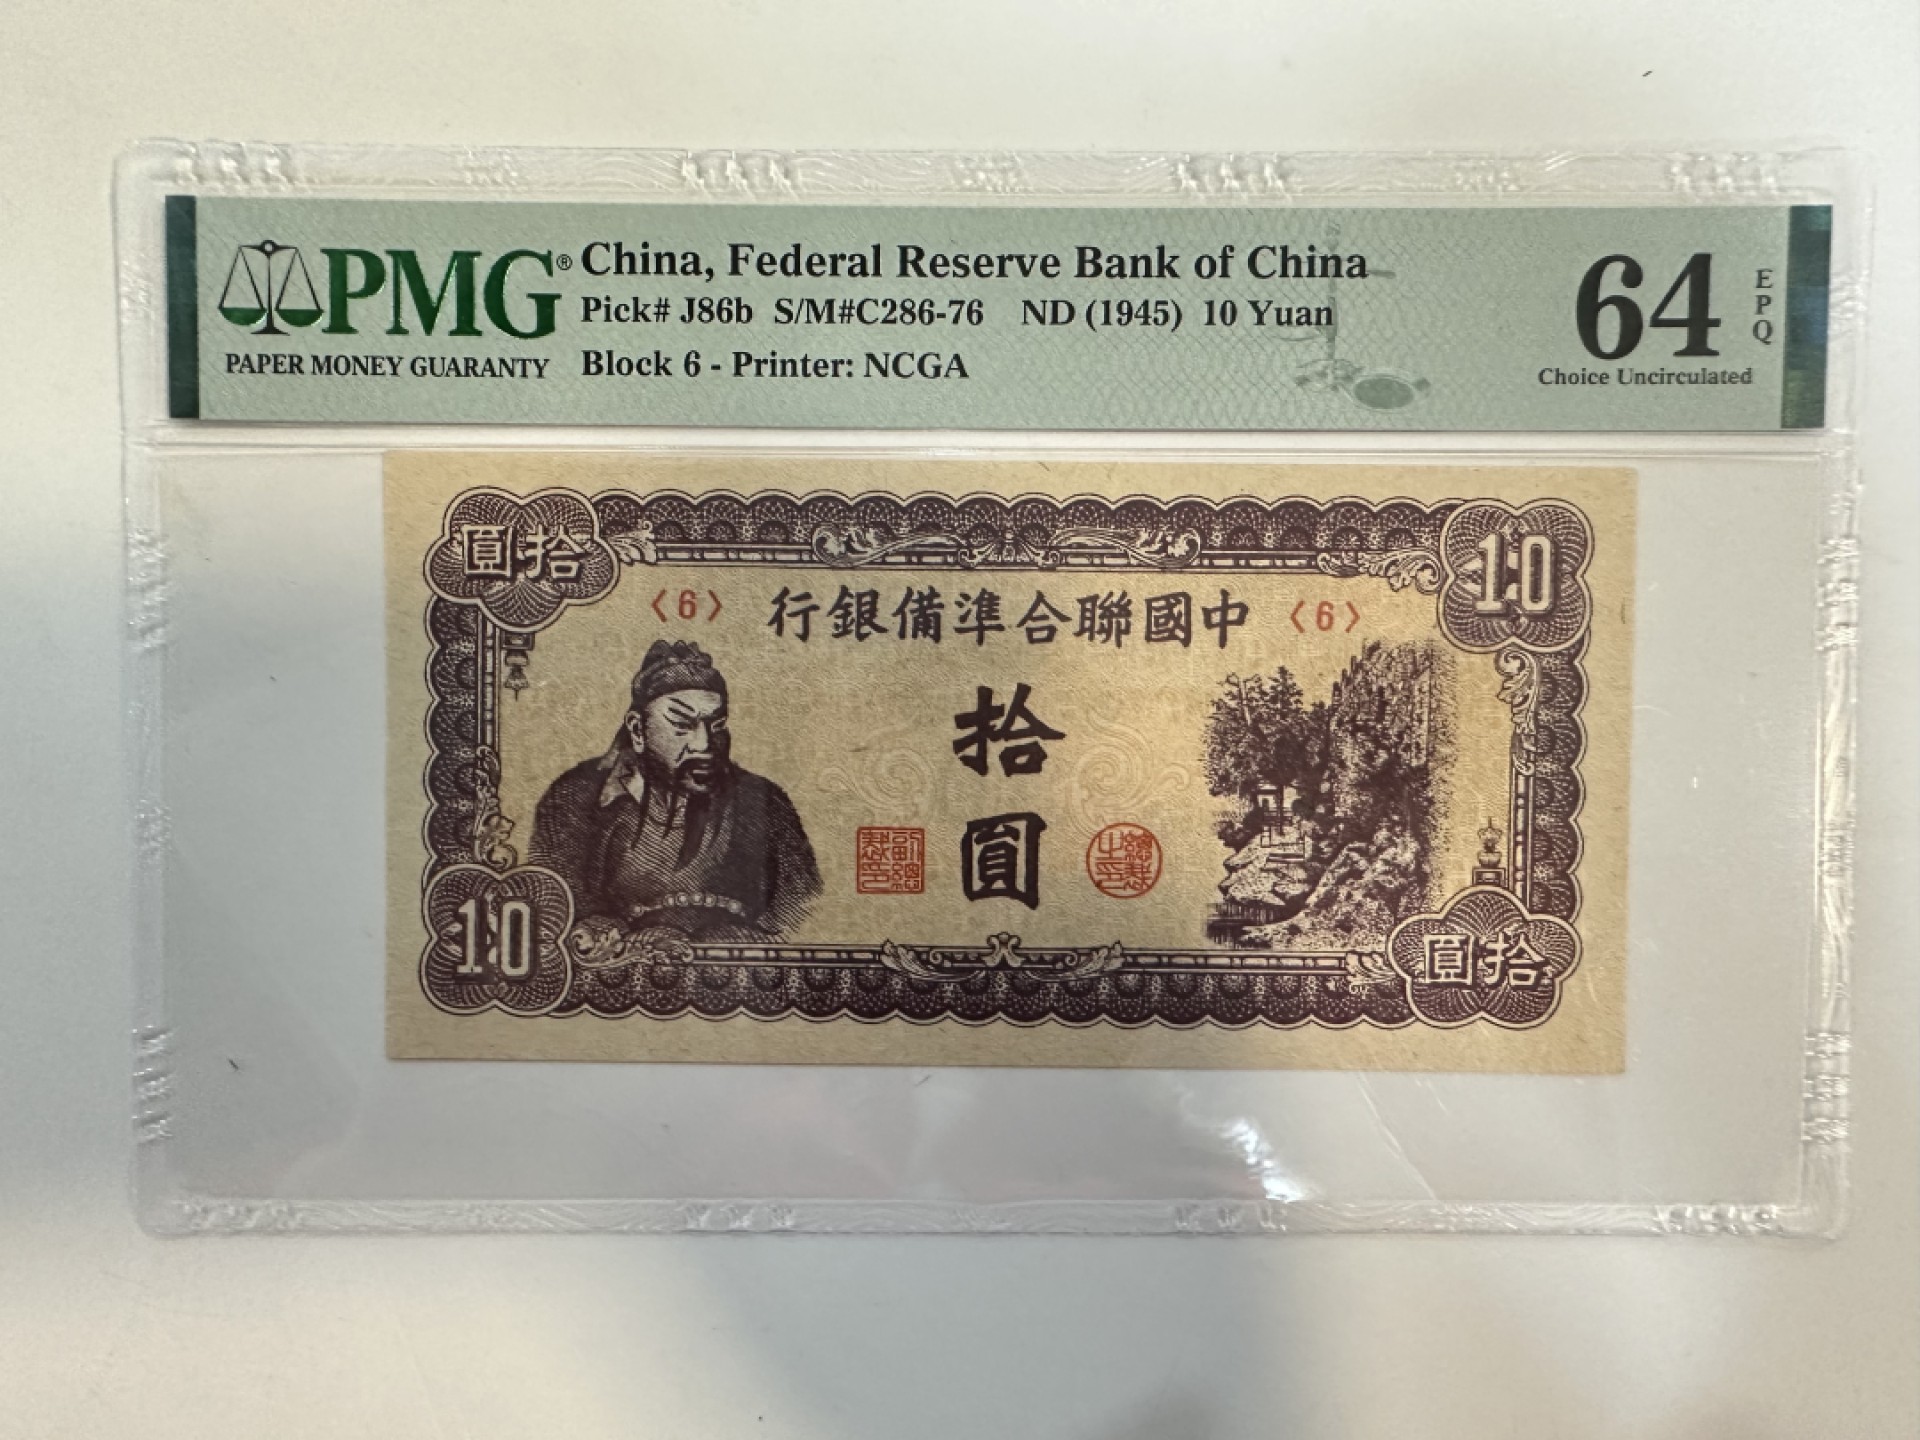 PMG®
PAPER MONEY GUARANTY
China, Federal Reserve Bank of China
Pick# J86b S/M#C286-76 ND (1945) 10 Yuan
Block 6 - Printer: NCGA
64
EPQ
Choice Uncirculated
圓拾
10
〈6〉 行銀備準合聯國中 〈6〉
拾
圓
10
圓拾